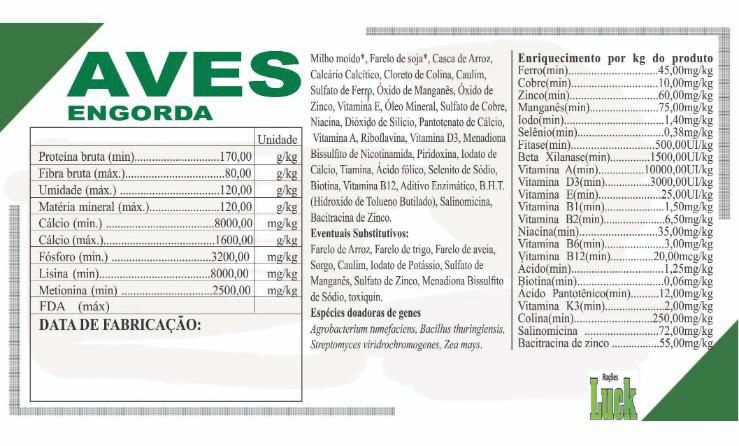 AVES
ENGORDA
Unidade
Proteína bruta (min)..............................170,00 g/kg
Fibra bruta (máx.)..................................80,00 g/kg
Umidade (máx.) ..................................120,00 g/kg
Matéria mineral (máx.)........................120,00 g/kg
Cálcio (min.) .....................................8000,00 mg/kg
Cálcio (máx.)......................................1600,00 g/kg
Fósforo (min.) ...................................3200,00 mg/kg
Lisina (min)........................................8000,00 mg/kg
Metionina (min) ................................2500,00 mg/kg
FDA (máx)
DATA DE FABRICAÇÃO:
Milho moído*, Farelo de soja*, Casca de Arroz,
Calcário Calcítico, Cloreto de Colina, Caulim,
Sulfato de Ferro, Óxido de Manganês, Óxido de
Zinco, Vitamina E, Óleo Mineral, Sulfato de Cobre,
Niacina, Dióxido de Silício, Pantotenato de Cálcio,
Vitamina A, Riboflavina, Vitamina D3, Menadiona
Bissulfito de Nicotinamida, Piridoxina, Iodato de
Cálcio, Tiamina, Ácido fólico, Selenito de Sódio,
Biotina, Vitamina B12, Aditivo Enzimático, B.H.T.
(Hidroxido de Tolueno Butilado), Salinomicina,
Bacitracina de Zinco.
Eventuais Substitutivos:
Farelo de Arroz, Farelo de trigo, Farelo de aveia,
Sorgo, Caulim, Iodato de Potássio, Sulfato de
Manganês, Sulfato de Zinco, Menadiona Bissulfito
de Sódio, toxiquin.
Espécies doadoras de genes
Agrobacterium tumefaciens, Bacillus thuringiensis,
Streptomyces viridrochromogenes, Zea mays.
Enriquecimento por kg do produto
Ferro(min)............................45,00mg/kg
Cobre(min)...........................10,00mg/kg
Zinco(min)............................60,00mg/kg
Manganês(min)....................75,00mg/kg
Iodo(min)...............................1,40mg/kg
Selênio(min)..........................0,38mg/kg
Fitase(min).........................500,00UI/kg
Beta Xilanase(min)...........1500,00UI/kg
Vitamina A(min).............10000,00UI/kg
Vitamina D3(min).............3000,00UI/kg
Vitamina E(min)..................25,00UI/kg
Vitamina B1(min)..................1,50mg/kg
Vitamina B2(min)..................6,50mg/kg
Niacina(min)........................35,00mg/kg
Vitamina B6(min)..................3,00mg/kg
Vitamina B12(min)..............20,00mcg/kg
Acido(min)............................1,25mg/kg
Biotina(min)..........................0,06mg/kg
Acido Pantotênico(min).......12,00mg/kg
Vitamina K3(min)..................2,00mg/kg
Colina(min)........................250,00mg/kg
Salinomicina .......................72,00mg/kg
Bacitracina de zinco ............55,00mg/kg
Rações
Luck